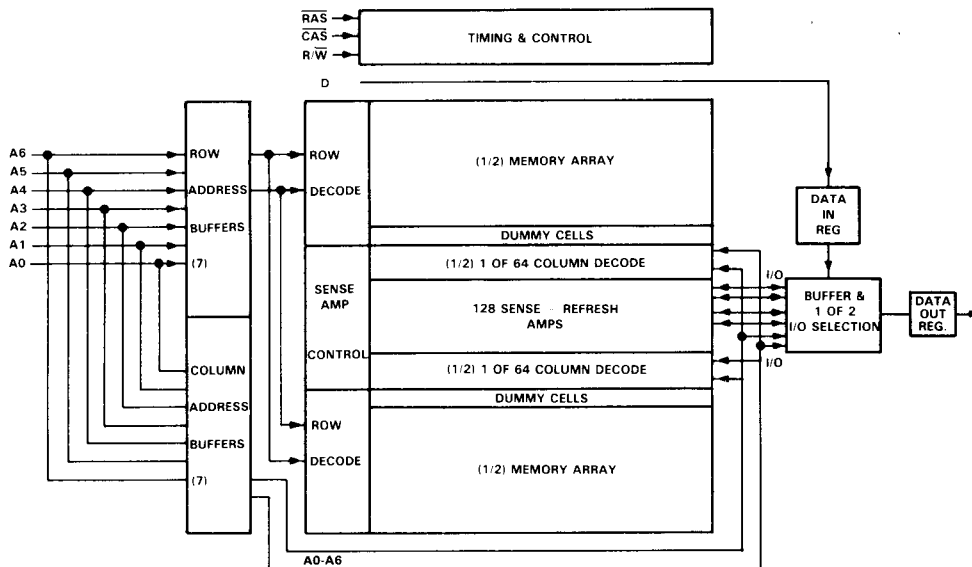 RAS
CAS
R/W
TIMING & CONTROL
D
A6
A5
A4
A3
A2
A1
A0
ROW
ADDRESS
BUFFERS
(7)
COLUMN
ADDRESS
BUFFERS
(7)
ROW
DECODE
SENSE
AMP
CONTROL
ROW
DECODE
(1/2) MEMORY ARRAY
DUMMY CELLS
(1/2) 1 OF 64 COLUMN DECODE
128 SENSE - REFRESH
AMPS
(1/2) 1 OF 64 COLUMN DECODE
DUMMY CELLS
(1/2) MEMORY ARRAY
DATA
IN
REG
I/O
BUFFER &
1 OF 2
I/O SELECTION
I/O
DATA
OUT
REG.
A0-A6